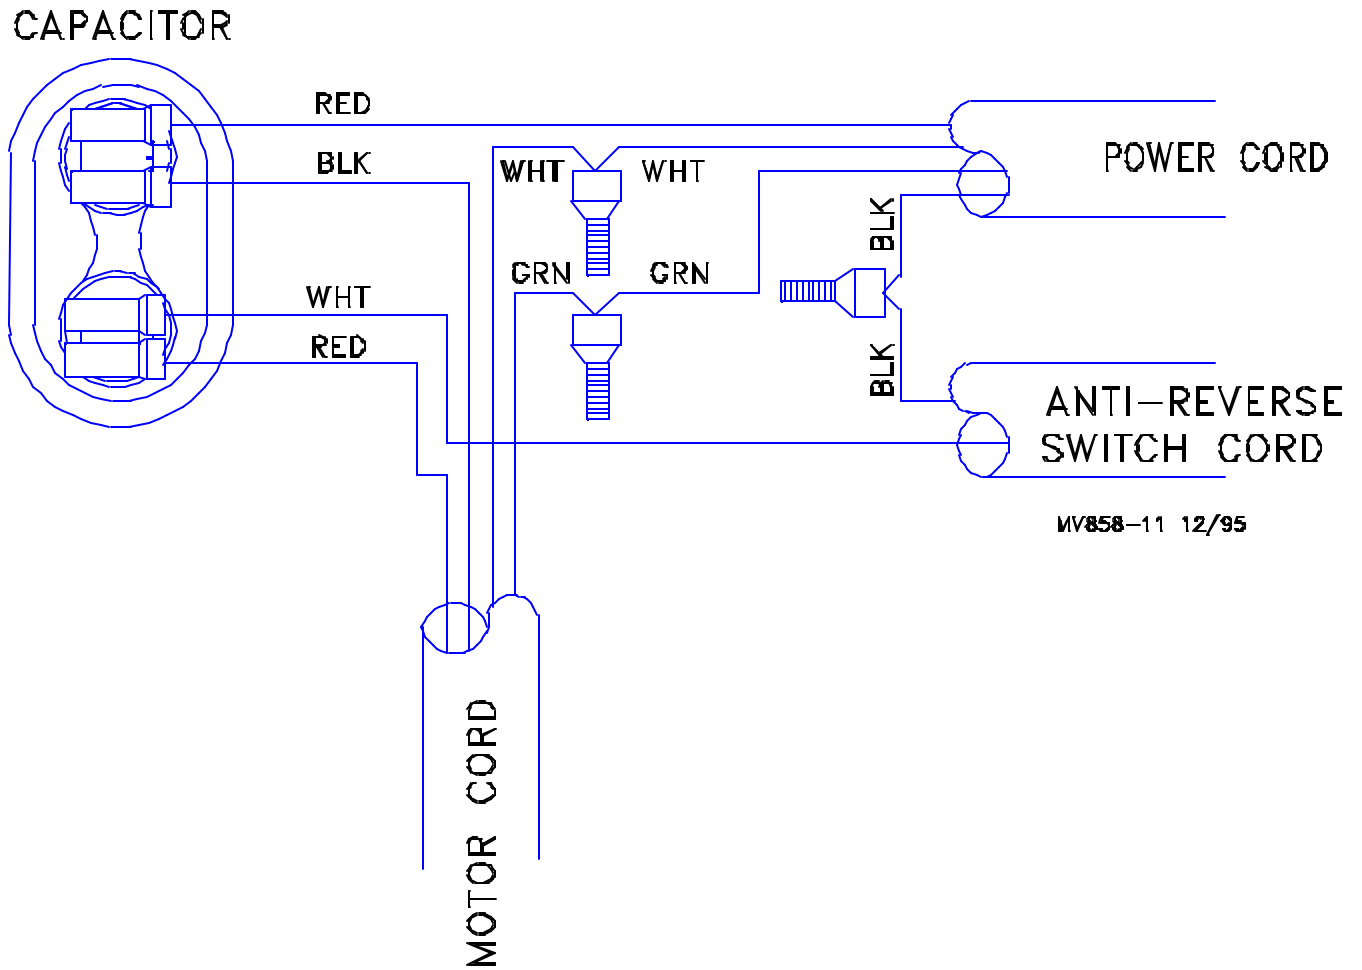 CAPACITOR
RED
BLK
WHT
WHT
POWER CORD
BLK
GRN
GRN
WHT
RED
BLK
ANTI-REVERSE
SWITCH CORD
MV858-11 12/95
MOTOR CORD